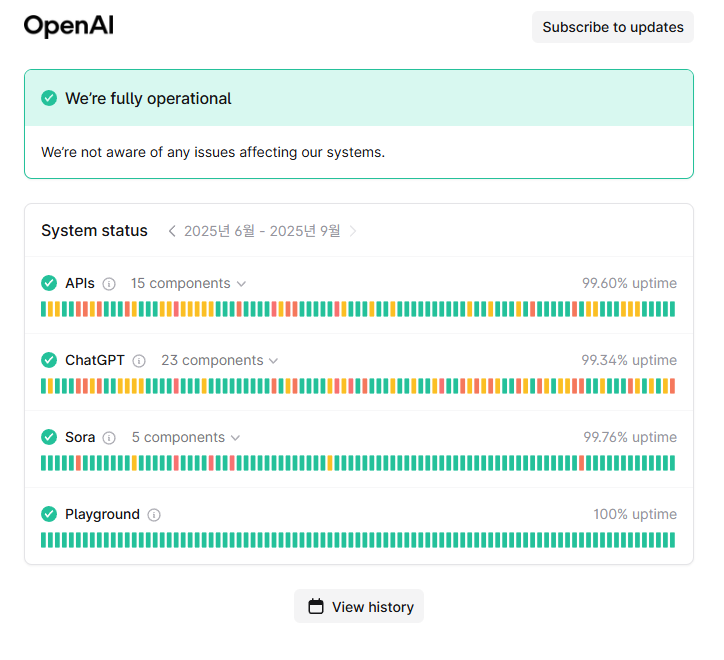 OpenAI
Subscribe to updates
We're fully operational
We're not aware of any issues affecting our systems.
System status 2025년 6월 - 2025년 9월
APIs 15 components 99.60% uptime
ChatGPT 23 components 99.34% uptime
Sora 5 components 99.76% uptime
Playground 100% uptime
View history